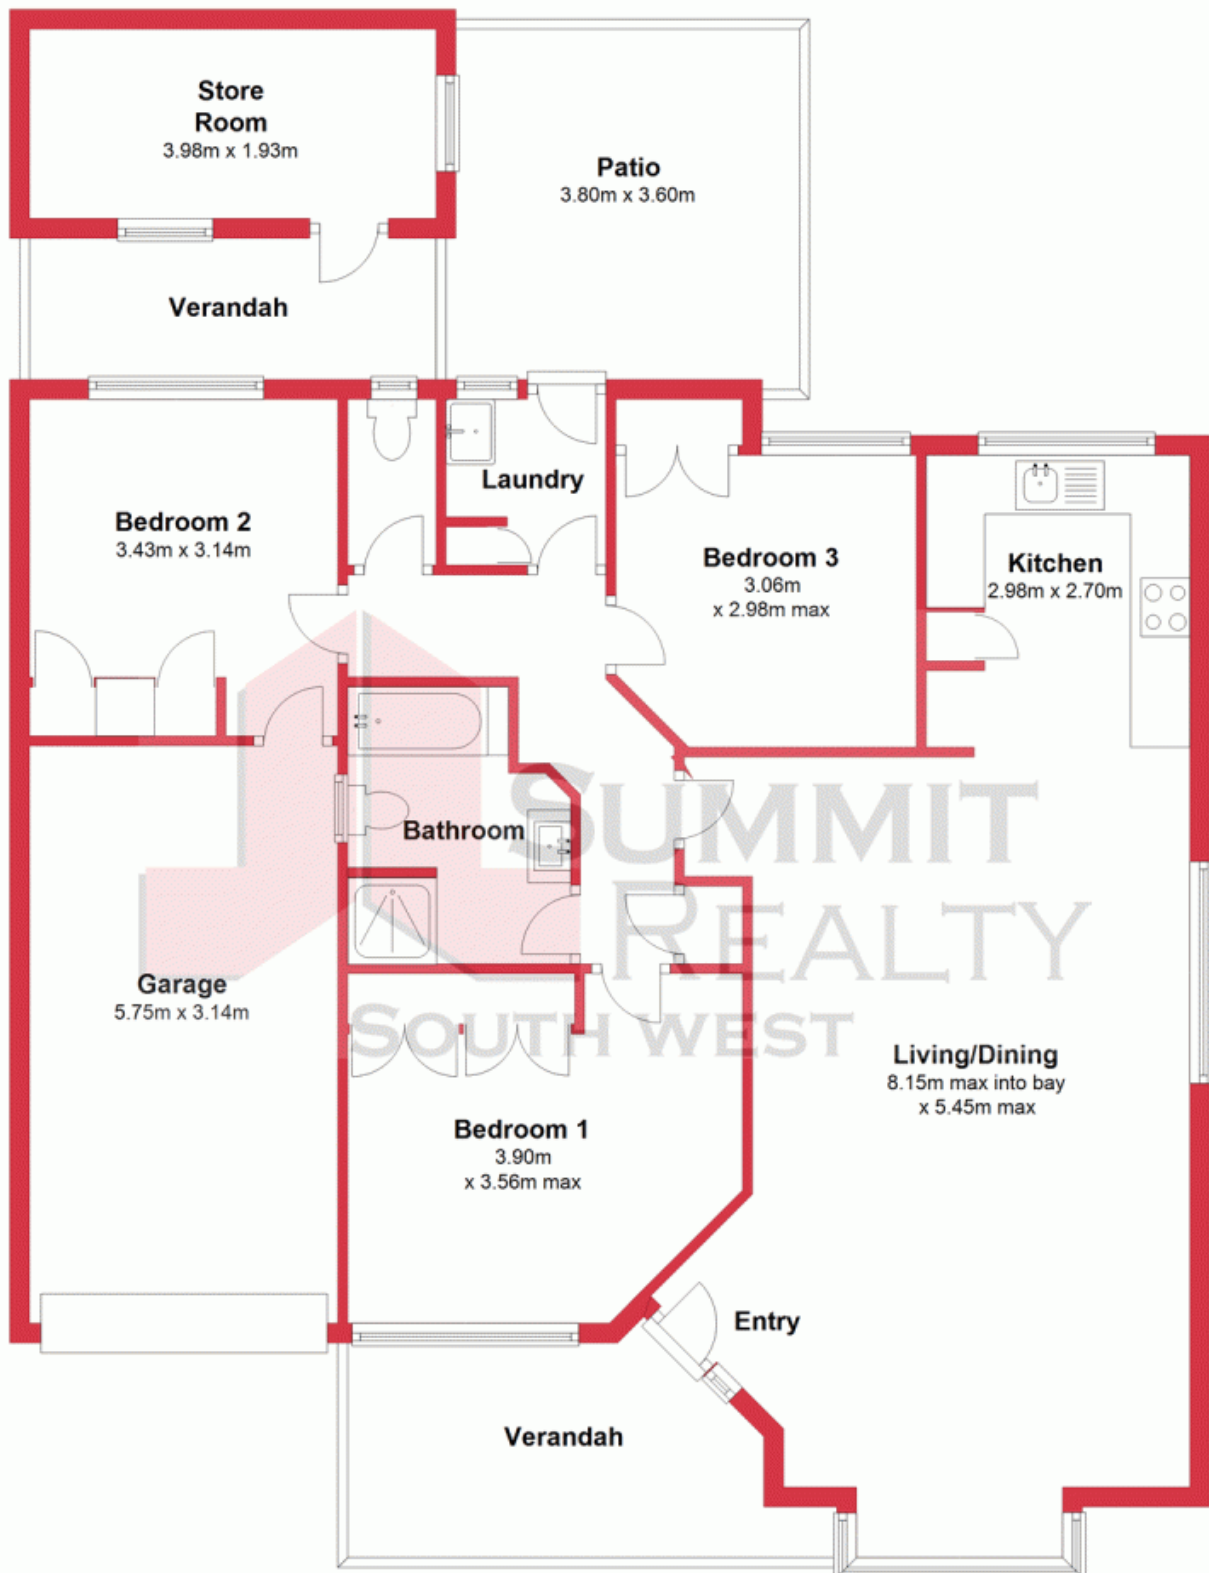 Store
Room
3.98m x 1.93m
Patio
3.80m x 3.60m
Verandah
Laundry
Bedroom 2
3.43m x 3.14m
Bedroom 3
3.06m
x 2.98m max
Kitchen
2.98m x 2.70m
SUMMIT
REALTY
SOUTH WEST
Bathroom
Garage
5.75m x 3.14m
Living/Dining
8.15m max into bay
x 5.45m max
Bedroom 1
3.90m
x 3.56m max
Entry
Verandah